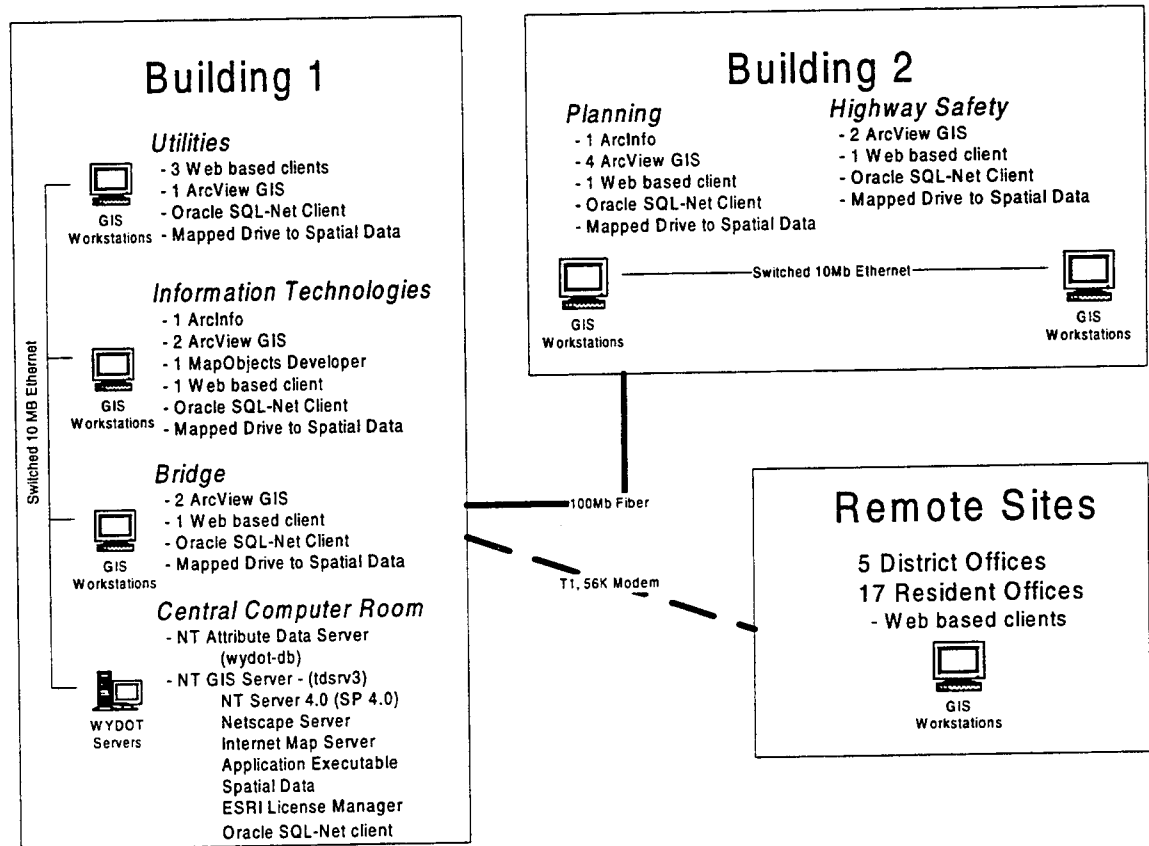 Building 1
Utilities
- 3 Web based clients
- 1 ArcView GIS
- Oracle SQL-Net Client
- Mapped Drive to Spatial Data
GIS
Workstations
Information Technologies
- 1 ArcInfo
- 2 ArcView GIS
- 1 MapObjects Developer
- 1 Web based client
- Oracle SQL-Net Client
- Mapped Drive to Spatial Data
GIS
Workstations
Switched 10 MB Ethernet
Bridge
- 2 ArcView GIS
- 1 Web based client
- Oracle SQL-Net Client
- Mapped Drive to Spatial Data
GIS
Workstations
Central Computer Room
- NT Attribute Data Server
(wydot-db)
- NT GIS Server - (tdsrv3)
NT Server 4.0 (SP 4.0)
Netscape Server
Internet Map Server
Application Executable
Spatial Data
ESRI License Manager
Oracle SQL-Net client
WYDOT
Servers
Building 2
Planning
- 1 ArcInfo
- 4 ArcView GIS
- 1 Web based client
- Oracle SQL-Net Client
- Mapped Drive to Spatial Data
GIS
Workstations
Highway Safety
- 2 ArcView GIS
- 1 Web based client
- Oracle SQL-Net Client
- Mapped Drive to Spatial Data
Switched 10Mb Ethernet
GIS
Workstations
100Mb Fiber
T1, 56K Modem
Remote Sites
5 District Offices
17 Resident Offices
- Web based clients
GIS
Workstations